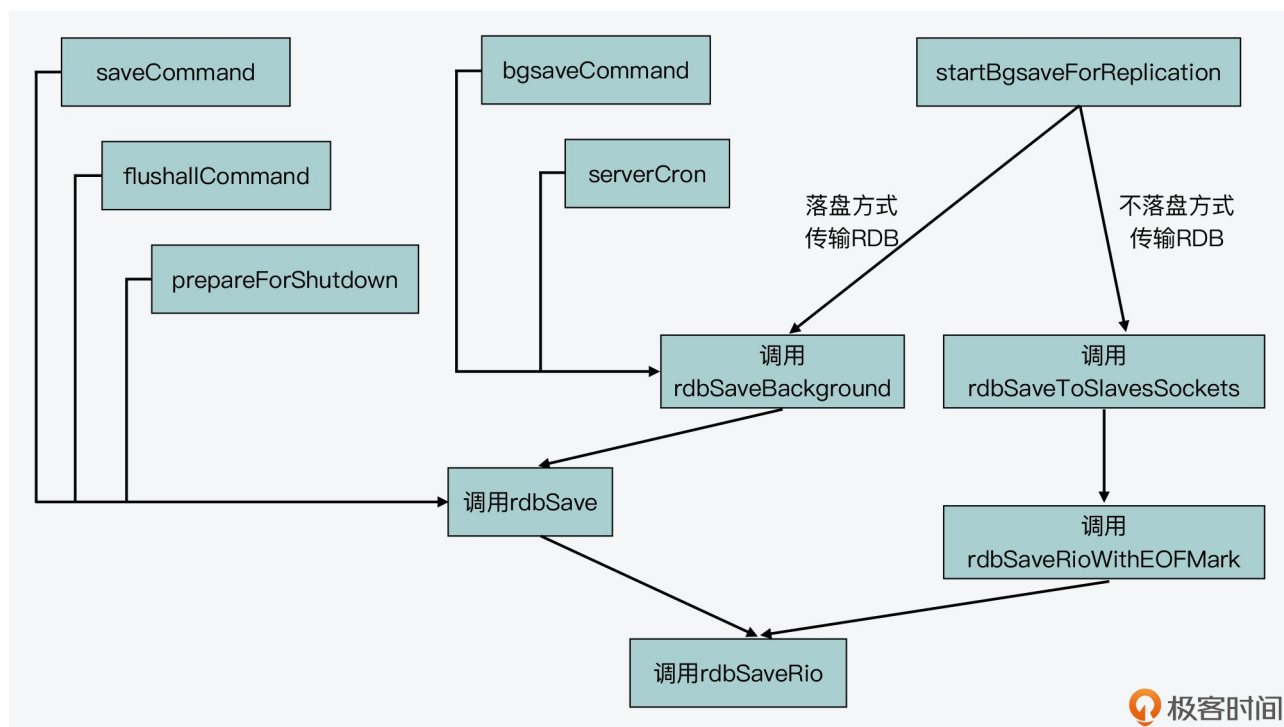 saveCommand
bgsaveCommand
startBgsaveForReplication
flushallCommand
serverCron
落盘方式
传输RDB
不落盘方式
传输RDB
prepareForShutdown
调用
rdbSaveBackground
调用
rdbSaveToSlavesSockets
调用rdbSave
调用
rdbSaveRioWithEOFMark
调用rdbSaveRio
极客时间